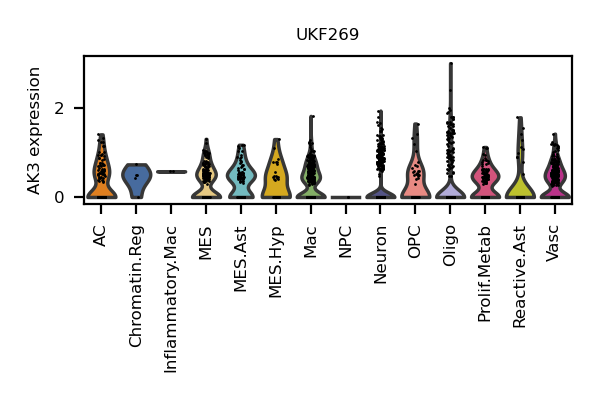 UKF269
AK3 expression
2
0
AC
Chromatin.Reg
Inflammatory.Mac
MES
MES.Ast
MES.Hyp
Mac
NPC
Neuron
OPC
Oligo
Prolif.Metab
Reactive.Ast
Vasc